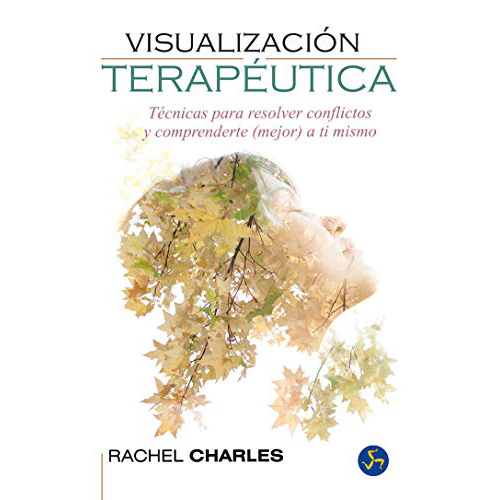 VISUALIZACIÓN
TERAPÉUTICA
Técnicas para resolver conflictos
y comprenderte (mejor) a ti mismo
RACHEL CHARLES